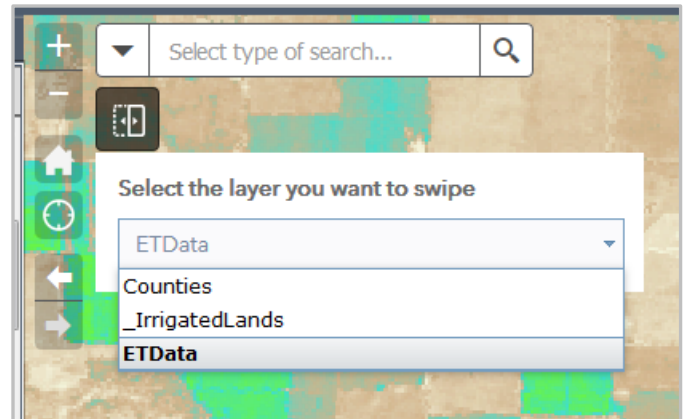 Select type of search...
Select the layer you want to swipe
ETData
Counties
_IrrigatedLands
ETData